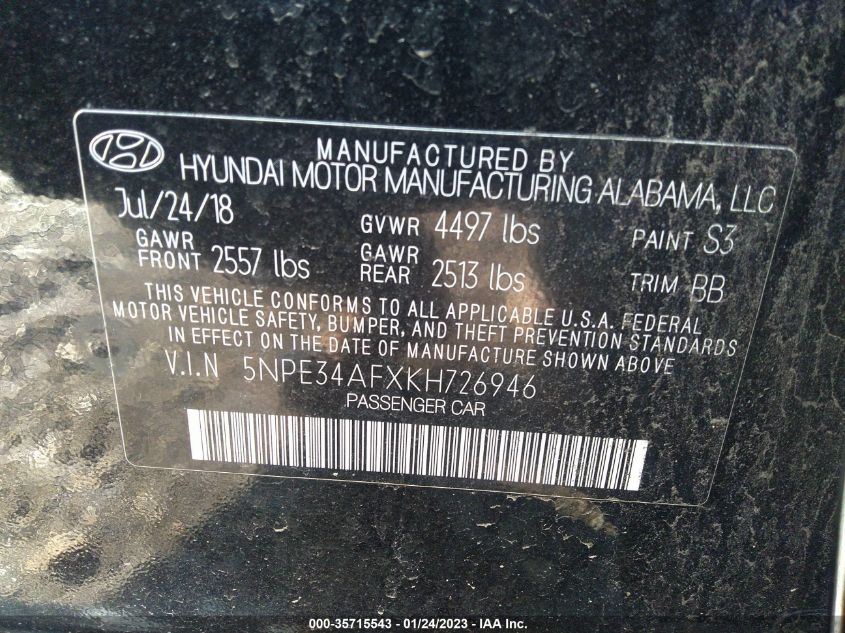 MANUFACTURED BY
HYUNDAI MOTOR MANUFACTURING ALABAMA, LLC
Jul/24/18 GVWR 4497 lbs PAINT S3
GAWR FRONT 2557 lbs GAWR REAR 2513 lbs TRIM BB
THIS VEHICLE CONFORMS TO ALL APPLICABLE U.S.A. FEDERAL
MOTOR VEHICLE SAFETY, BUMPER, AND THEFT PREVENTION STANDARDS
IN EFFECT ON THE DATE OF MANUFACTURE SHOWN ABOVE
V.I.N 5NPE34AFXKH726946
PASSENGER CAR
000-35715543 — 01/24/2023 — IAA, Inc.